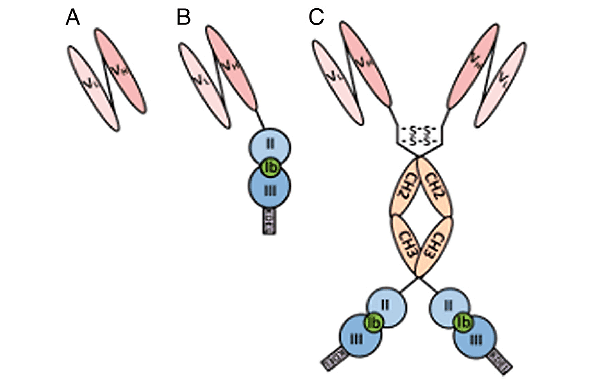 A
B
C
VL
VH
VL
VH
VL
VH
VH
VL
-S-S-
-S-S-
II
Ib
III
CH2
CH2
CH3
CH3
II
Ib
III
II
Ib
III